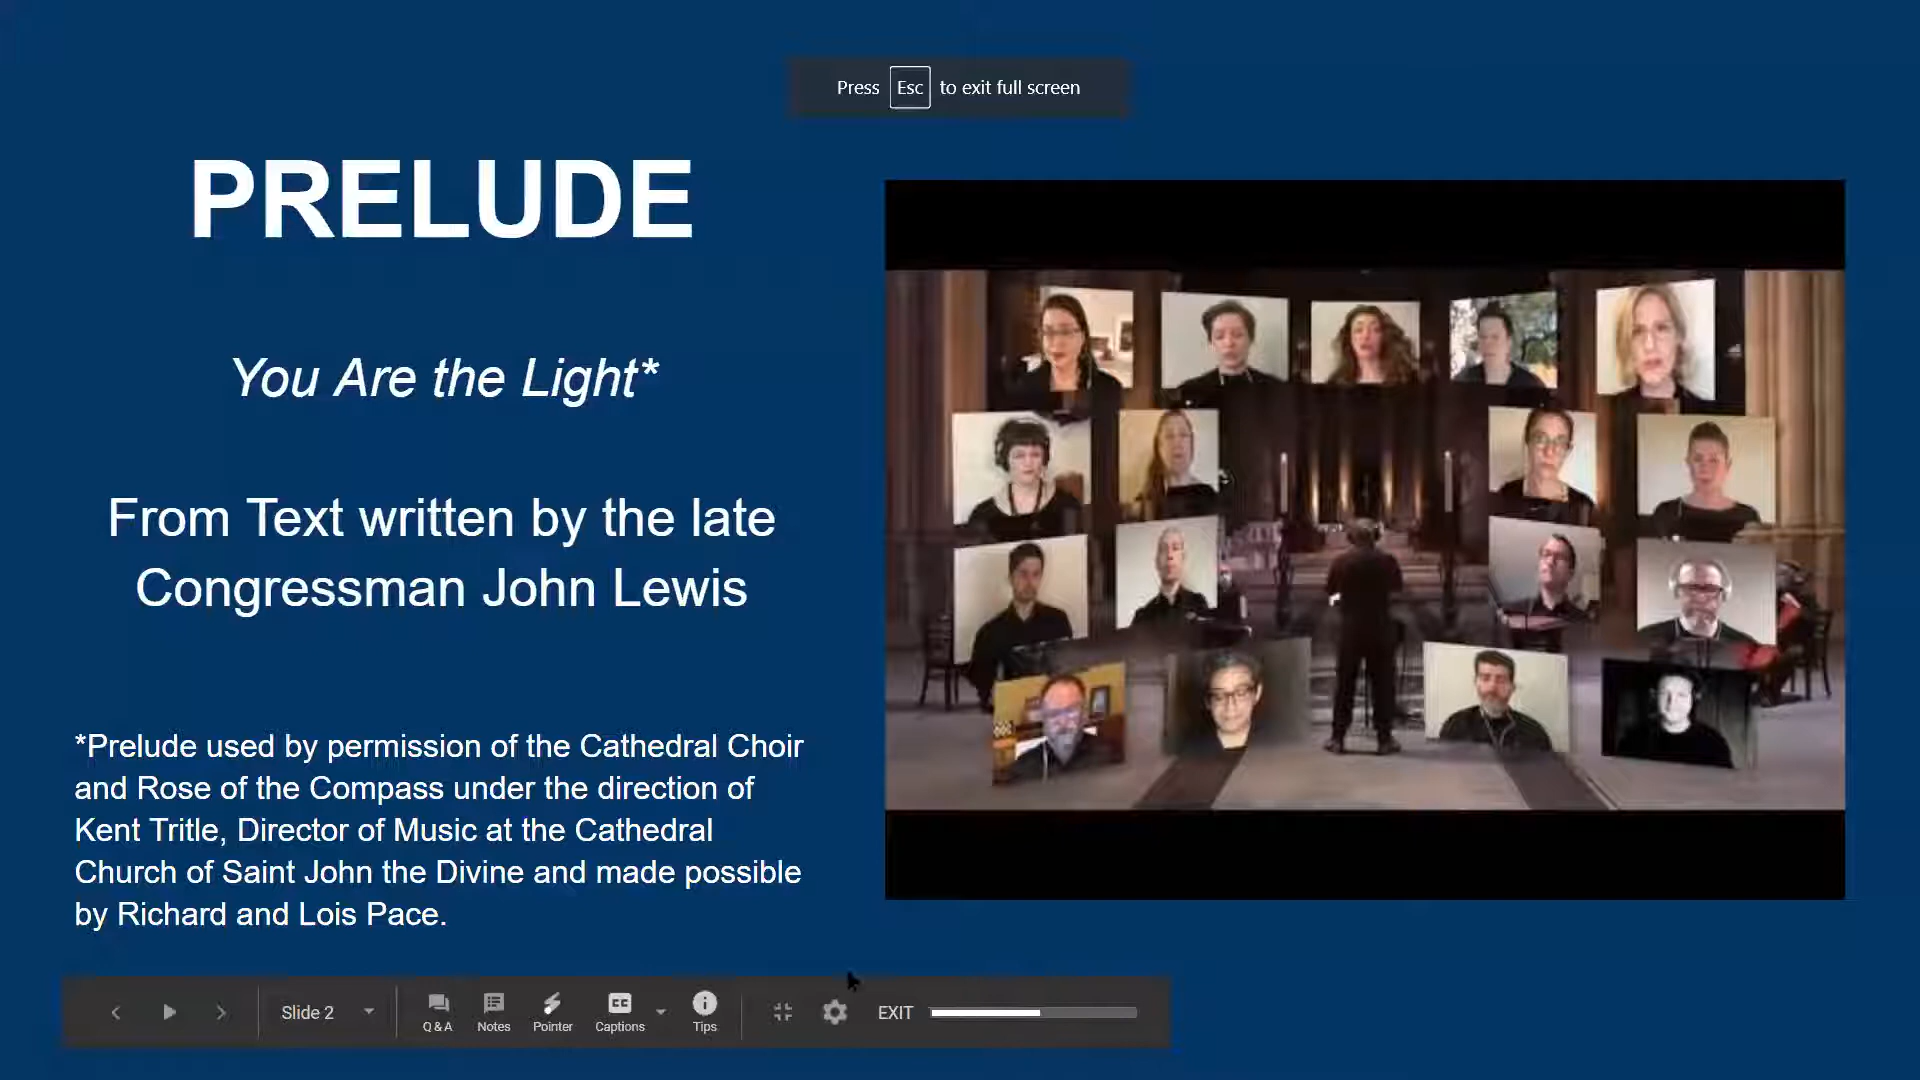 Press Esc to exit full screen
PRELUDE
You Are the Light*
From Text written by the late
Congressman John Lewis
*Prelude used by permission of the Cathedral Choir
and Rose of the Compass under the direction of
Kent Tritle, Director of Music at the Cathedral
Church of Saint John the Divine and made possible
by Richard and Lois Pace.
Slide 2
Q & A
Notes
Pointer
CC
Captions
Tips
EXIT